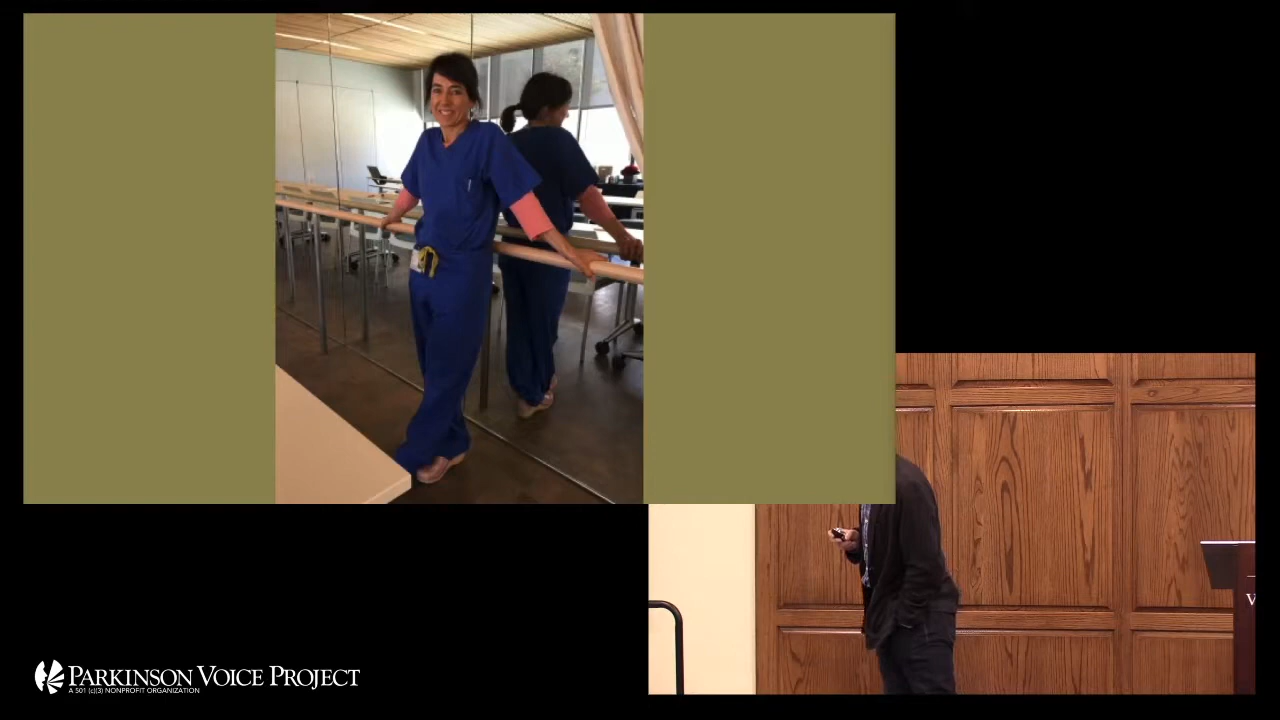 PARKINSON VOICE PROJECT
A 501 (c)(3) NONPROFIT ORGANIZATION
V